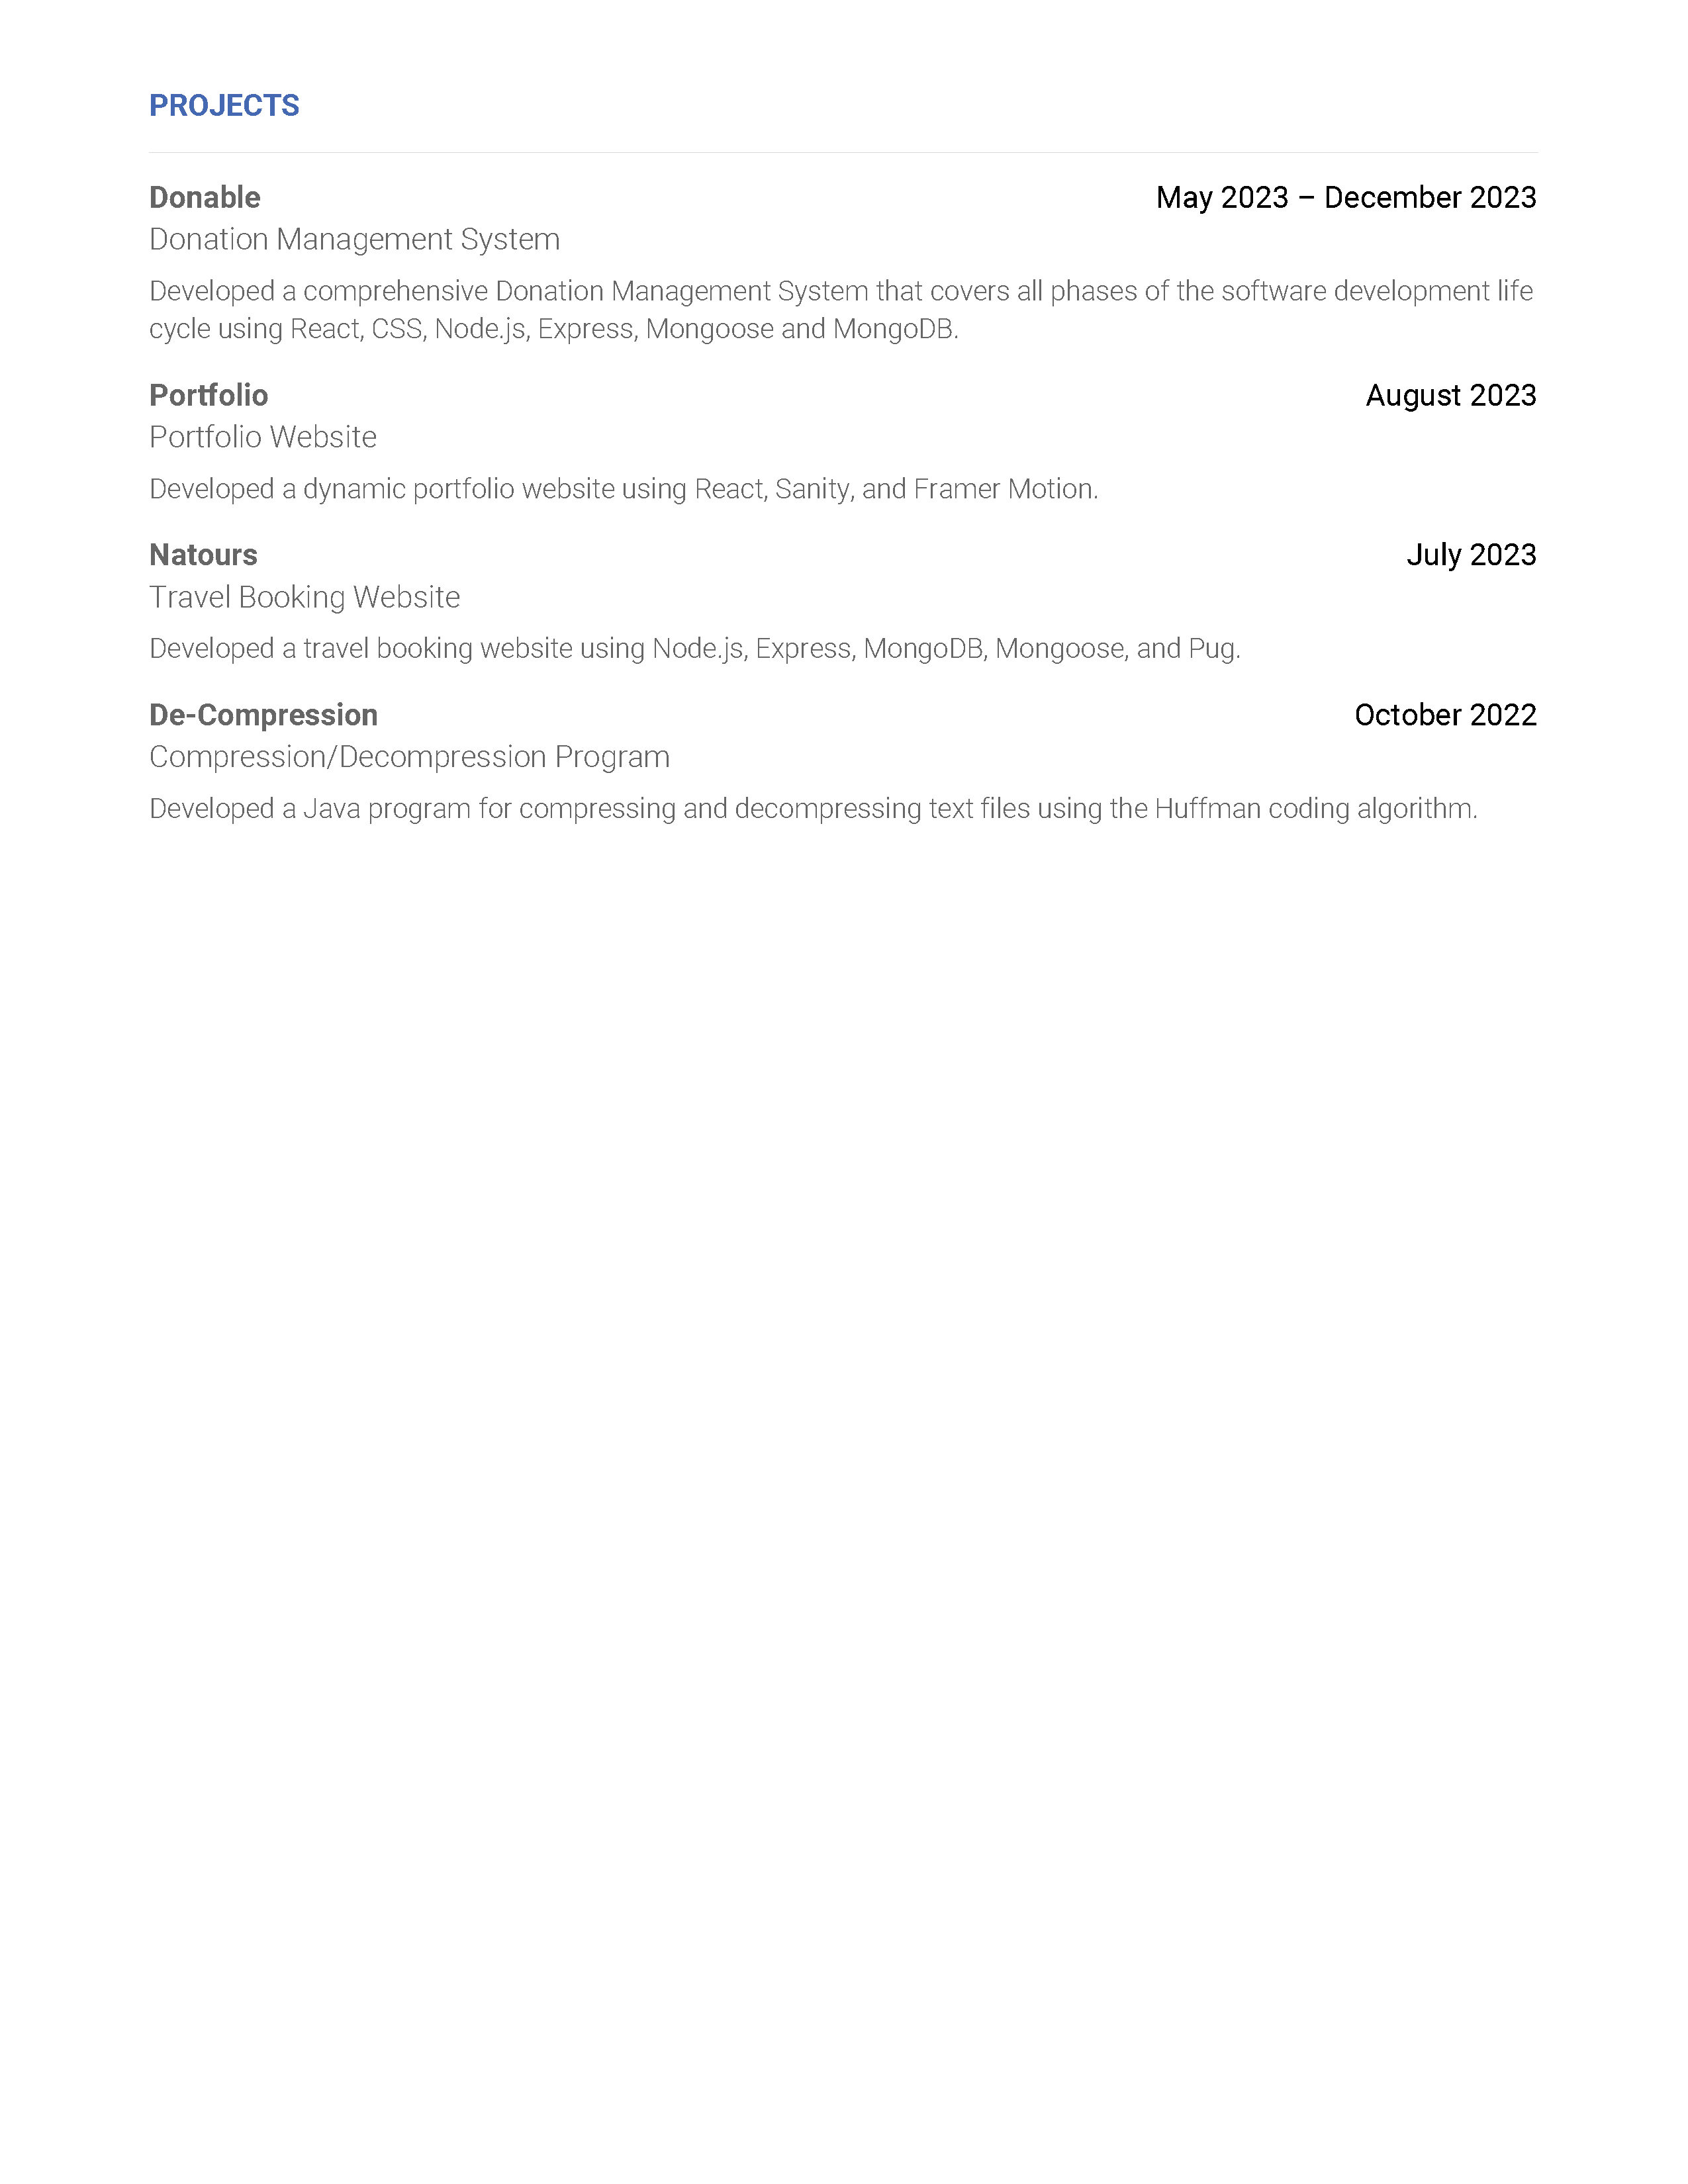 PROJECTS
Donable May 2023 – December 2023
Donation Management System
Developed a comprehensive Donation Management System that covers all phases of the software development life
cycle using React, CSS, Node.js, Express, Mongoose and MongoDB.
Portfolio August 2023
Portfolio Website
Developed a dynamic portfolio website using React, Sanity, and Framer Motion.
Natours July 2023
Travel Booking Website
Developed a travel booking website using Node.js, Express, MongoDB, Mongoose, and Pug.
De-Compression October 2022
Compression/Decompression Program
Developed a Java program for compressing and decompressing text files using the Huffman coding algorithm.